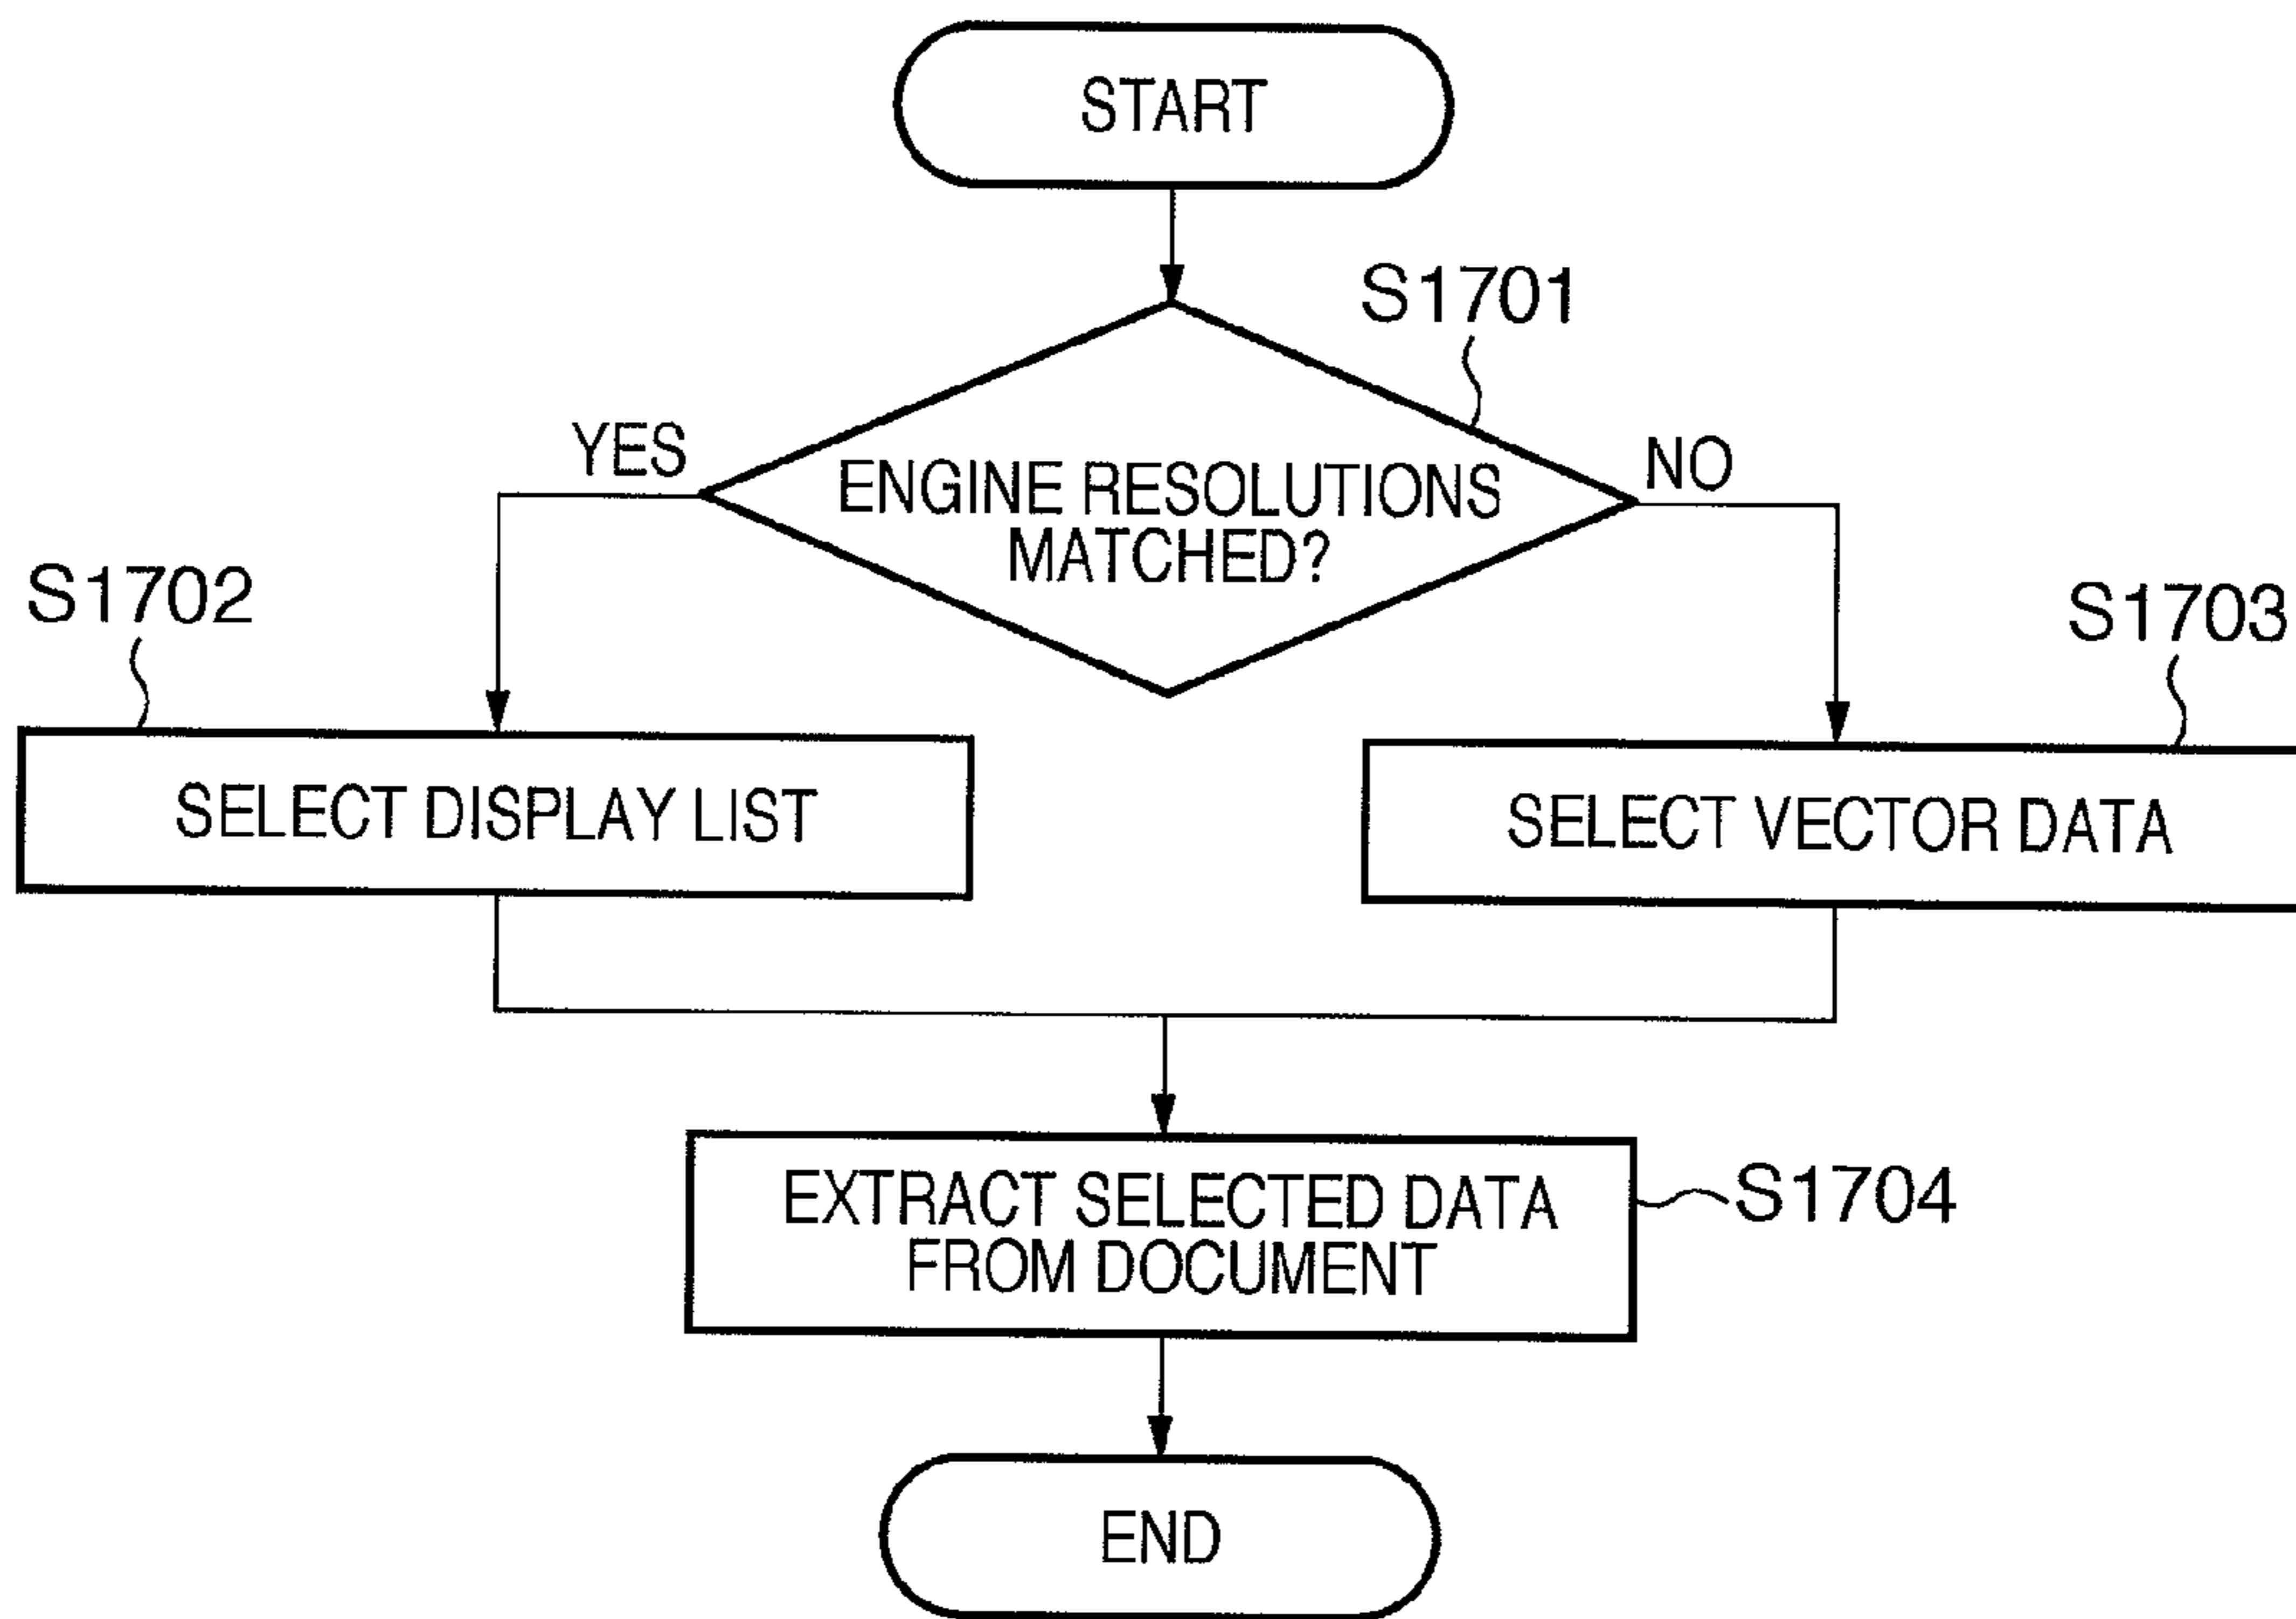 START
S1701
YES
NO
ENGINE RESOLUTIONS
MATCHED?
S1702
S1703
SELECT DISPLAY LIST
SELECT VECTOR DATA
EXTRACT SELECTED DATA
FROM DOCUMENT
S1704
END